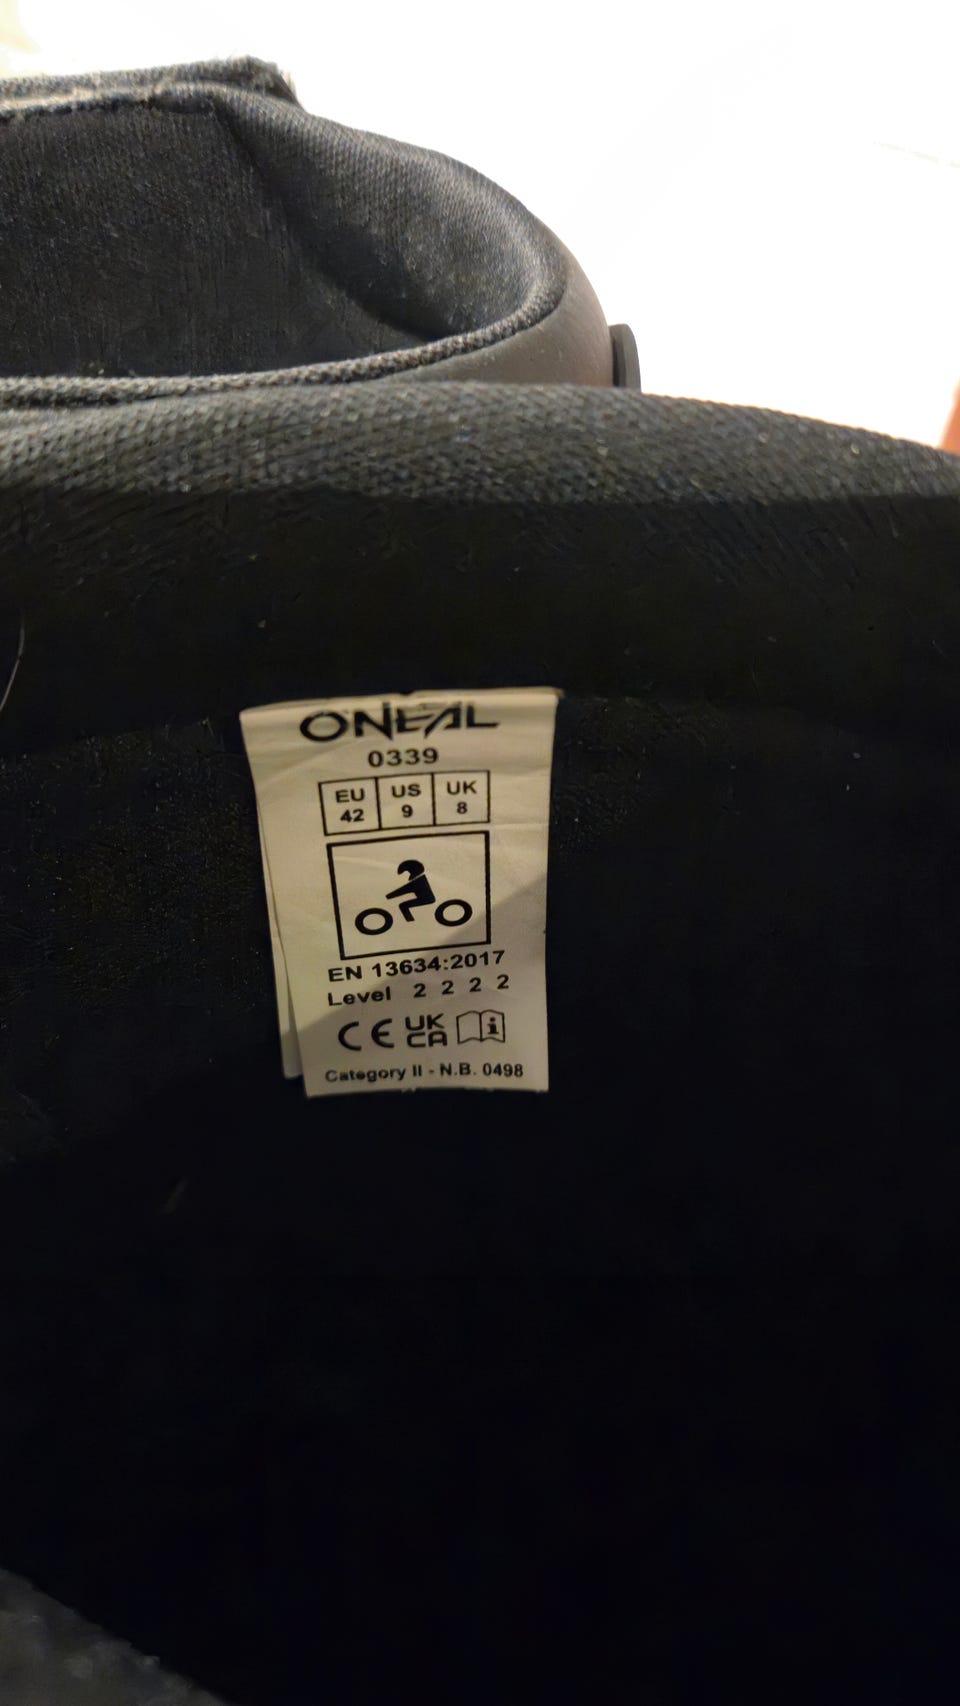 O'NEAL
0339
EU US UK
42 9 8
EN 13634:2017
Level 2 2 2 2
CE UK CA i
Category II - N.B. 0498